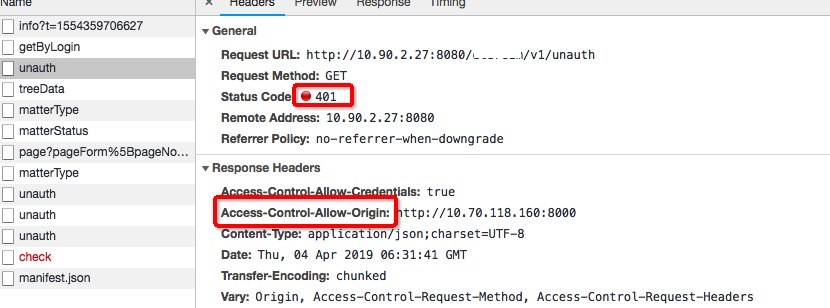 Name
× Headers Preview Response Timing
info?t=1554359706627
getByLogin
unauth
treeData
matterType
matterStatus
page?pageForm%5BpageNo...
matterType
unauth
unauth
unauth
check
manifest.json
General
Request URL: http://10.90.2.27:8080/ /v1/unauth
Request Method: GET
Status Code: 401
Remote Address: 10.90.2.27:8080
Referrer Policy: no-referrer-when-downgrade
Response Headers
Access-Control-Allow-Credentials: true
Access-Control-Allow-Origin: http://10.70.118.160:8000
Content-Type: application/json;charset=UTF-8
Date: Thu, 04 Apr 2019 06:31:41 GMT
Transfer-Encoding: chunked
Vary: Origin, Access-Control-Request-Method, Access-Control-Request-Headers